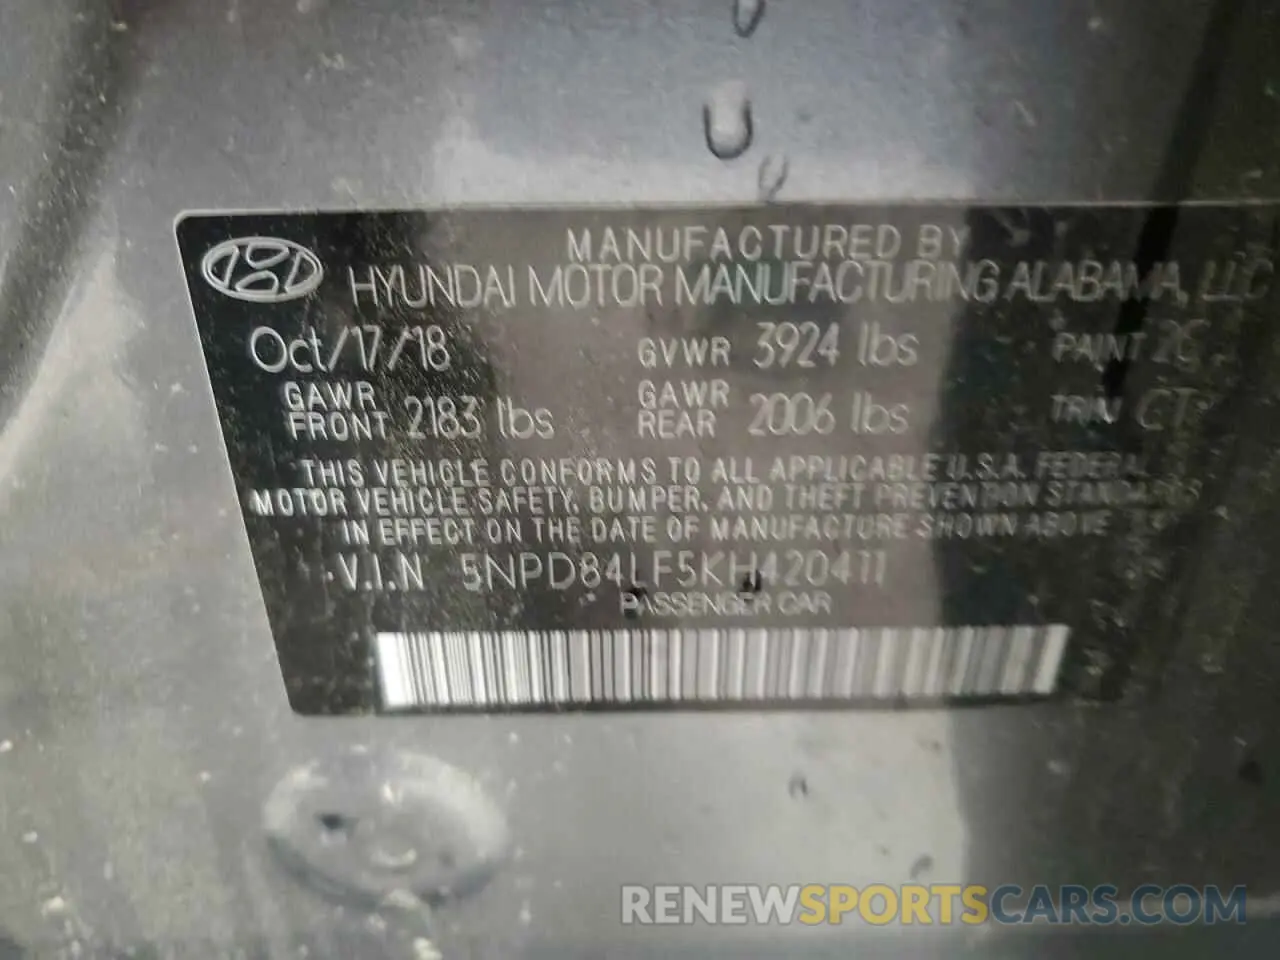 MANUFACTURED BY
HYUNDAI MOTOR MANUFACTURING ALABAMA, LLC
Oct/17/'18 GVWR 3924 lbs PAINT
GAWR FRONT 2183 lbs GAWR REAR 2006 lbs TRIM
THIS VEHICLE CONFORMS TO ALL APPLICABLE U.S.A. FEDERAL
MOTOR VEHICLE SAFETY, BUMPER, AND THEFT PREVENTION STANDARDS
IN EFFECT ON THE DATE OF MANUFACTURE SHOWN ABOVE
V.I.N 5NPD84LF5KH420411
PASSENGER CAR
RENEWSPORTSCARS.COM